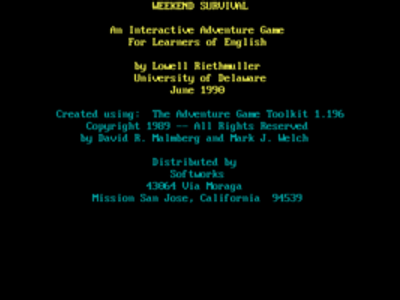 WEEKEND SURVIVAL
An Interactive Adventure Game
For Learners of English
by Lowell Riethmuller
University of Delaware
June 1990
Created using: The Adventure Game Toolkit 1.196
Copyright 1989 -- All Rights Reserved
by David R. Malmberg and Mark J. Welch
Distributed by
Softworks
43064 Via Moraga
Mission San Jose, California 94539